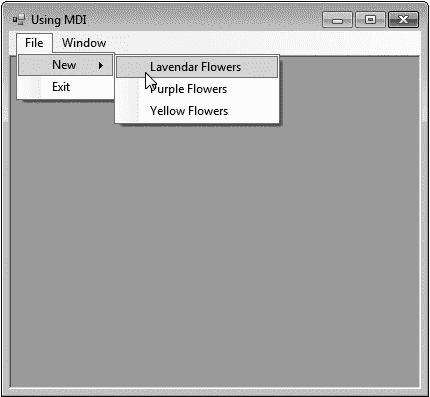 Using MDI
File Window
New Lavendar Flowers
Exit Purple Flowers
Yellow Flowers